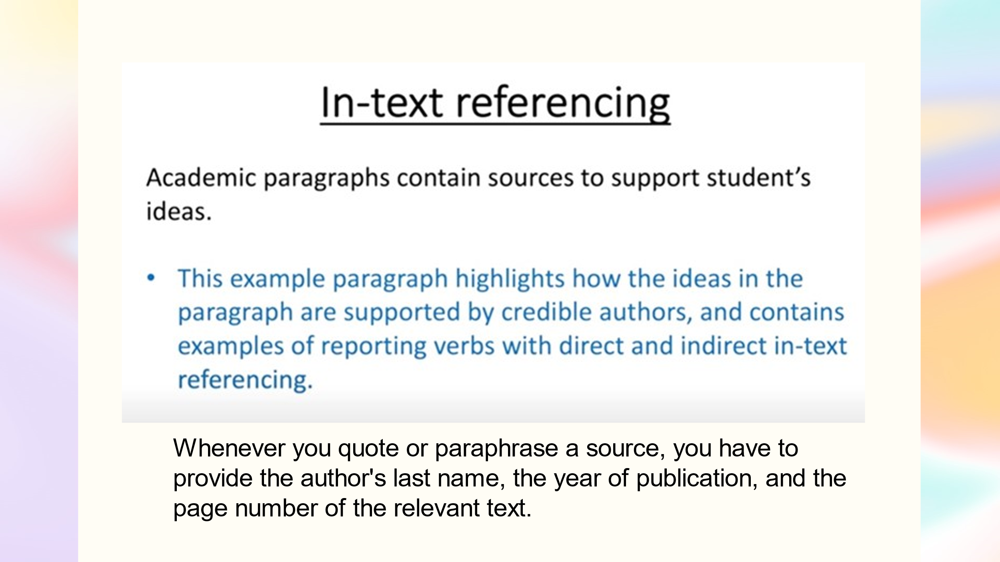 In-text referencing
Academic paragraphs contain sources to support student’s
ideas.
• This example paragraph highlights how the ideas in the
paragraph are supported by credible authors, and contains
examples of reporting verbs with direct and indirect in-text
referencing.
Whenever you quote or paraphrase a source, you have to
provide the author's last name, the year of publication, and the
page number of the relevant text.